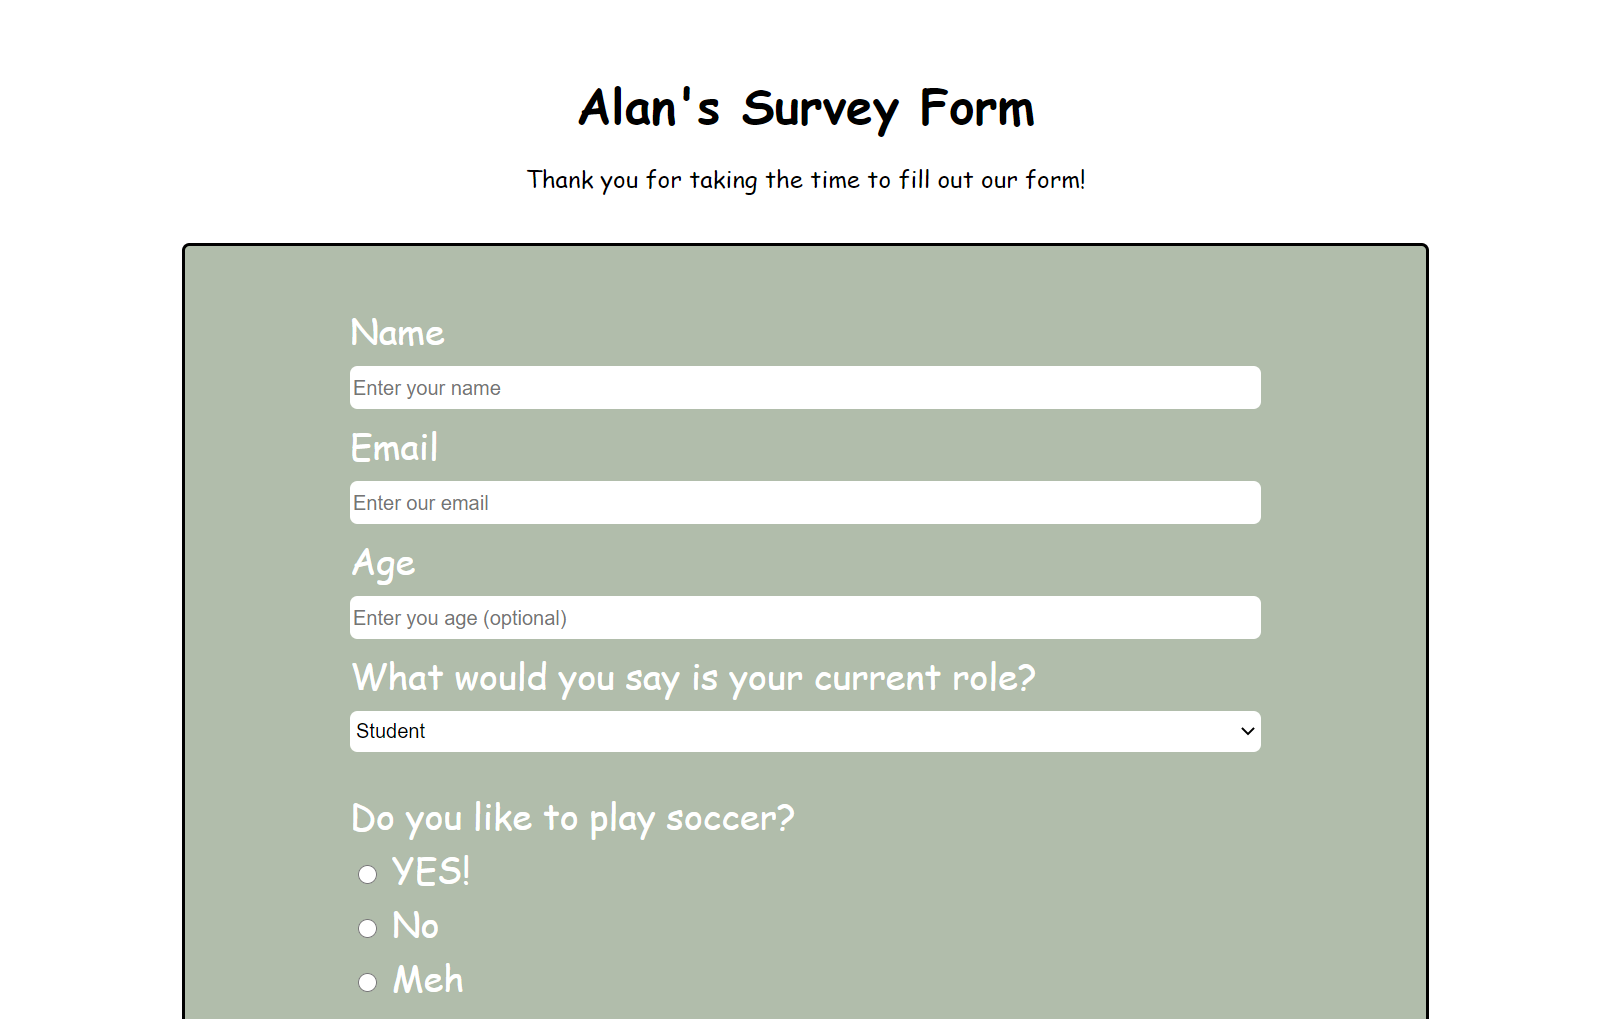 Alan's Survey Form
Thank you for taking the time to fill out our form!
Name
Enter your name
Email
Enter our email
Age
Enter you age (optional)
What would you say is your current role?
Student
Do you like to play soccer?
YES!
No
Meh